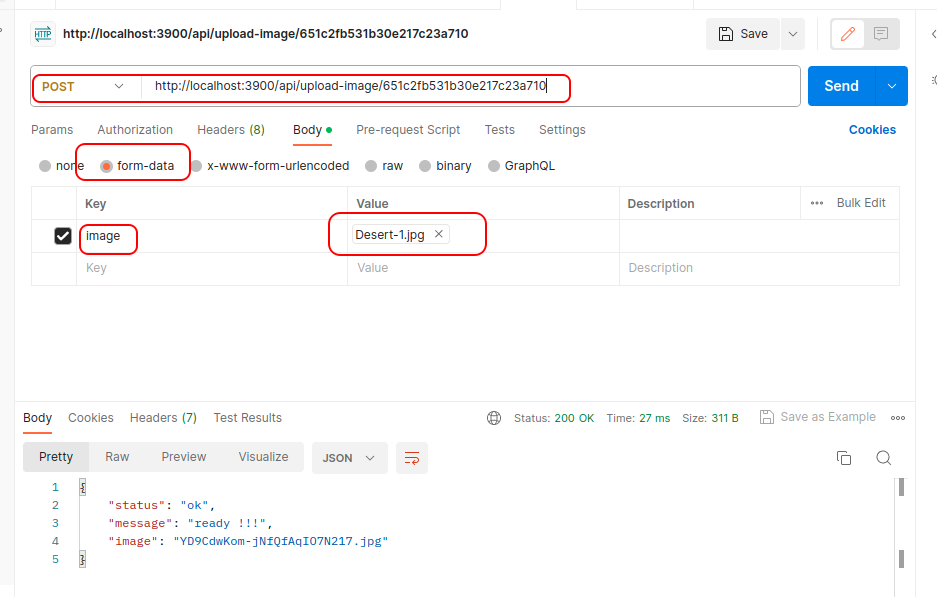 HTTP http://localhost:3900/api/upload-image/651c2fb531b30e217c23a710 Save
POST http://localhost:3900/api/upload-image/651c2fb531b30e217c23a710 Send
Params Authorization Headers (8) Body Pre-request Script Tests Settings Cookies
none form-data x-www-form-urlencoded raw binary GraphQL
Key Value Description Bulk Edit
image Desert-1.jpg
Key Value Description
Body Cookies Headers (7) Test Results Status: 200 OK Time: 27 ms Size: 311 B Save as Example
Pretty Raw Preview Visualize JSON
1 {
2 "status": "ok",
3 "message": "ready !!!",
4 "image": "YD9CdwKom-jNfQfAqIO7N217.jpg"
5 }